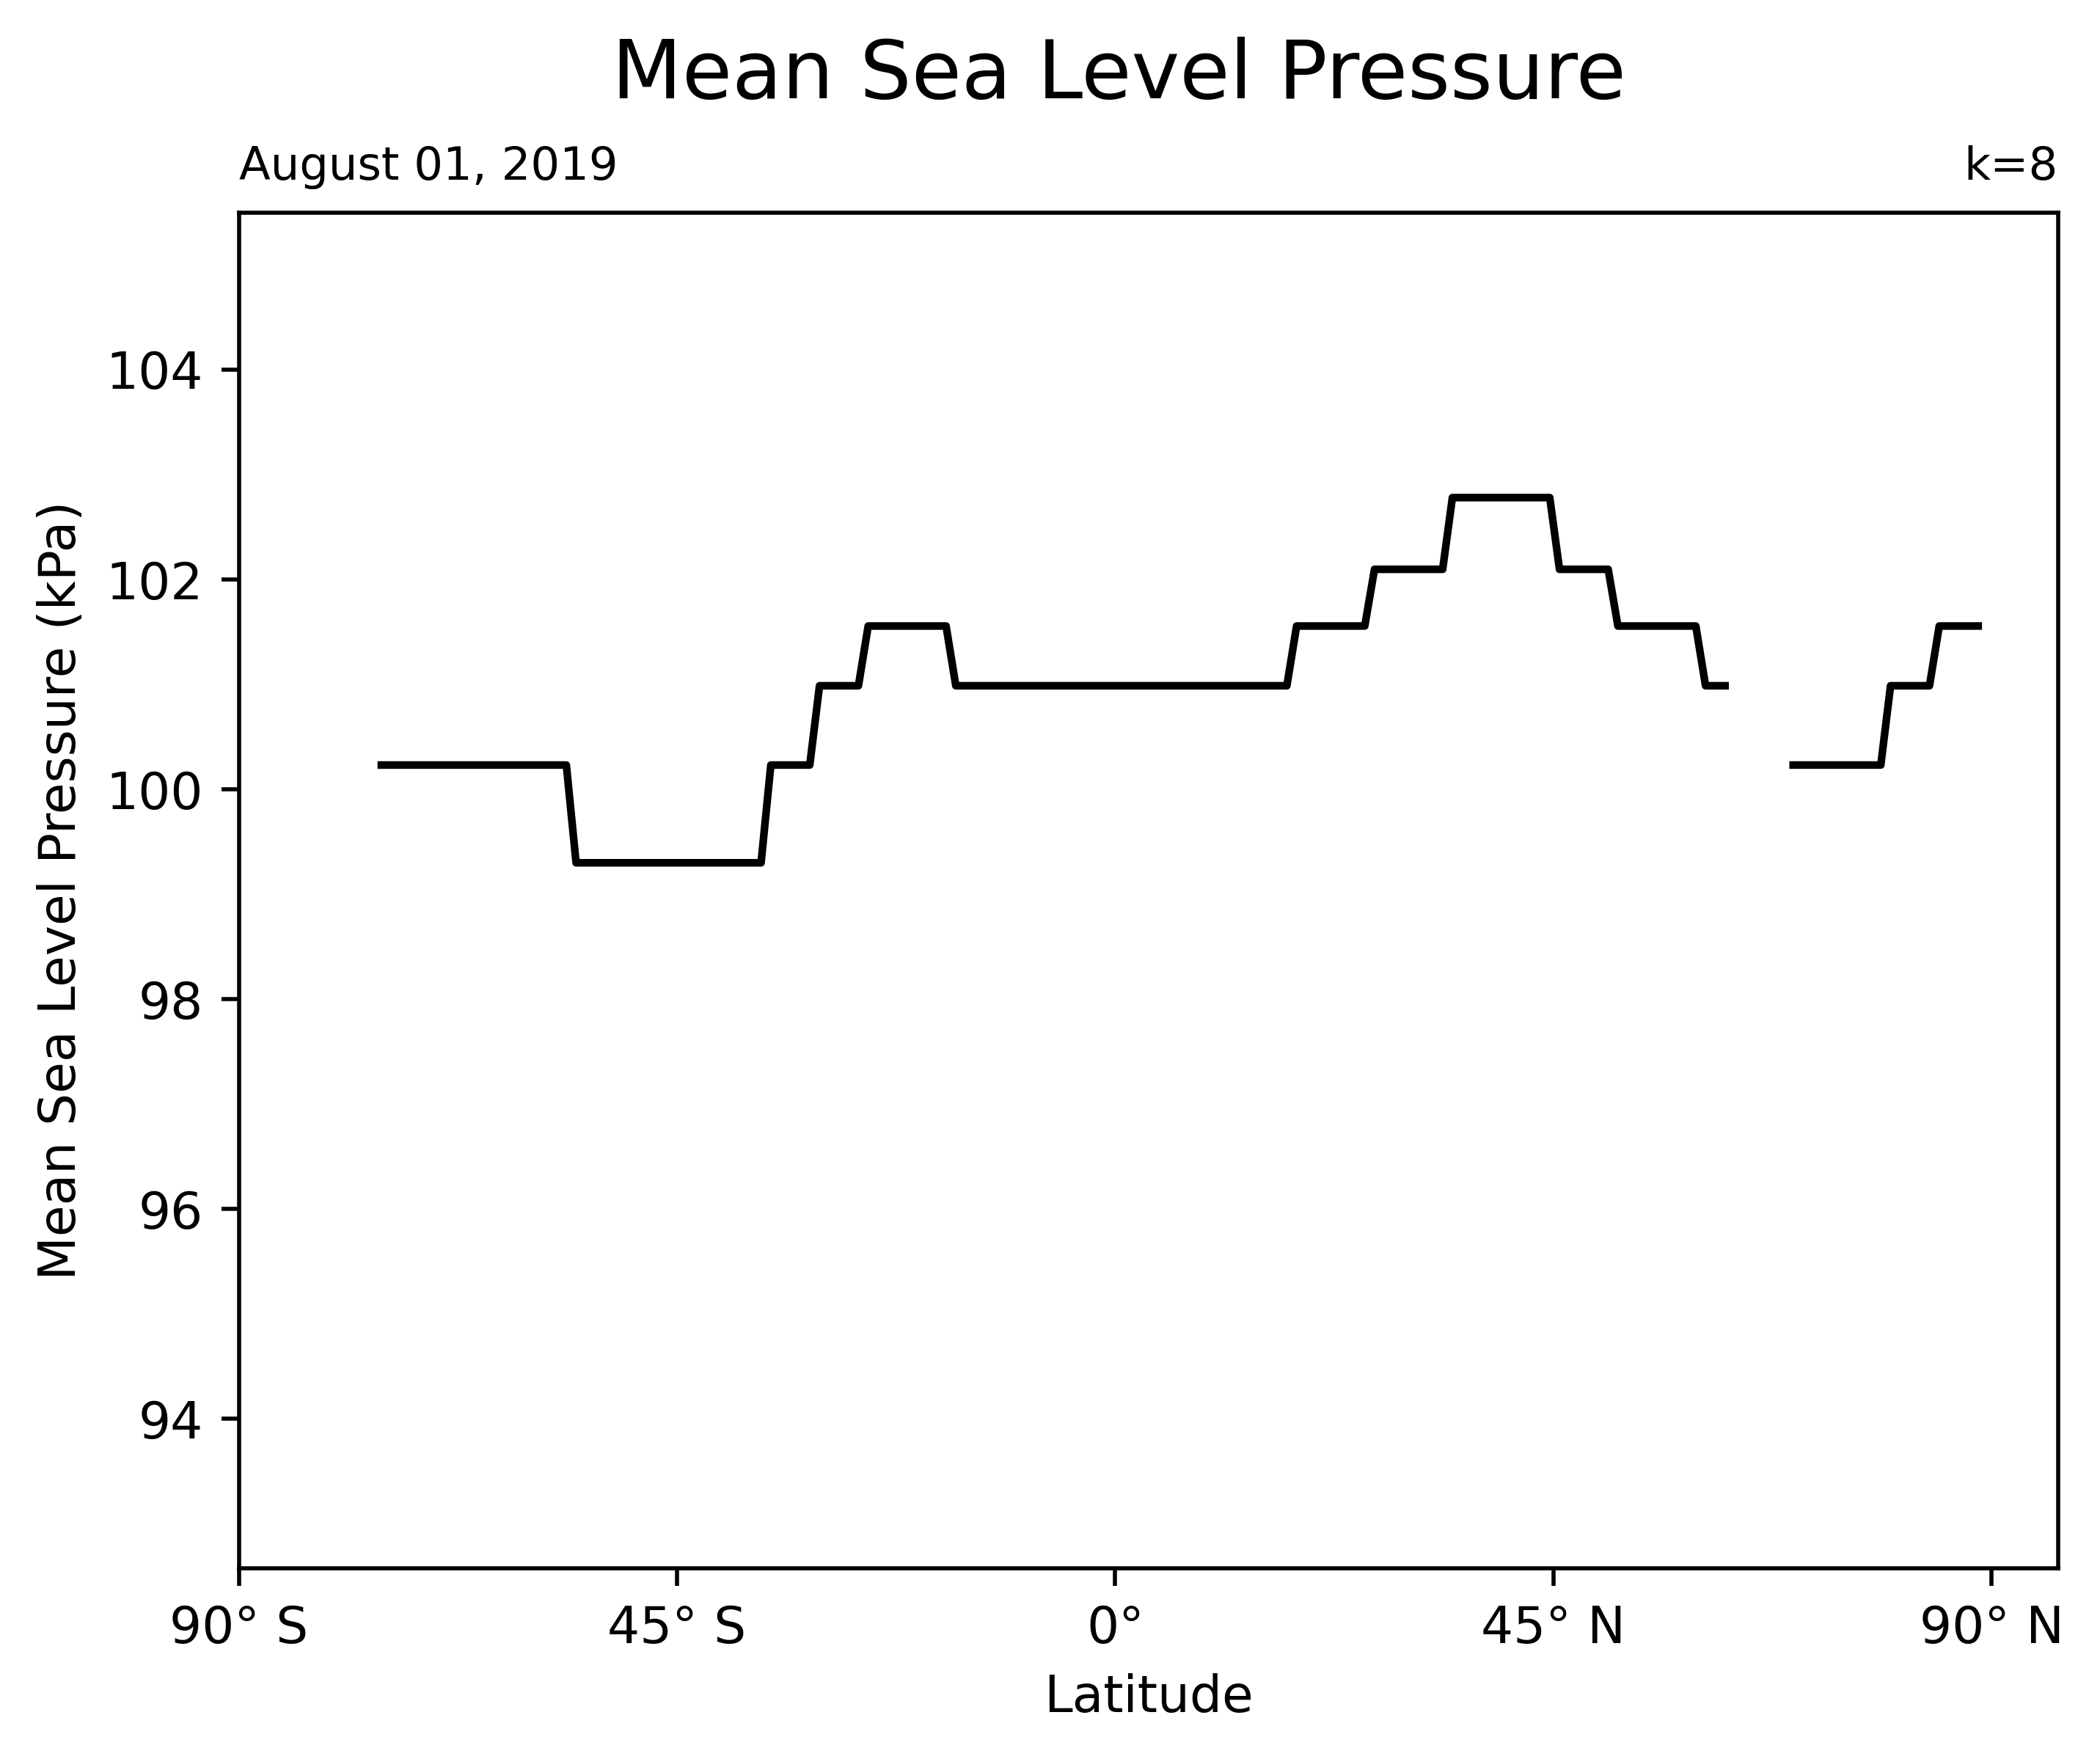 Mean Sea Level Pressure
August 01, 2019
k=8
Mean Sea Level Pressure (kPa)
104
102
100
98
96
94
90° S
45° S
0°
45° N
90° N
Latitude